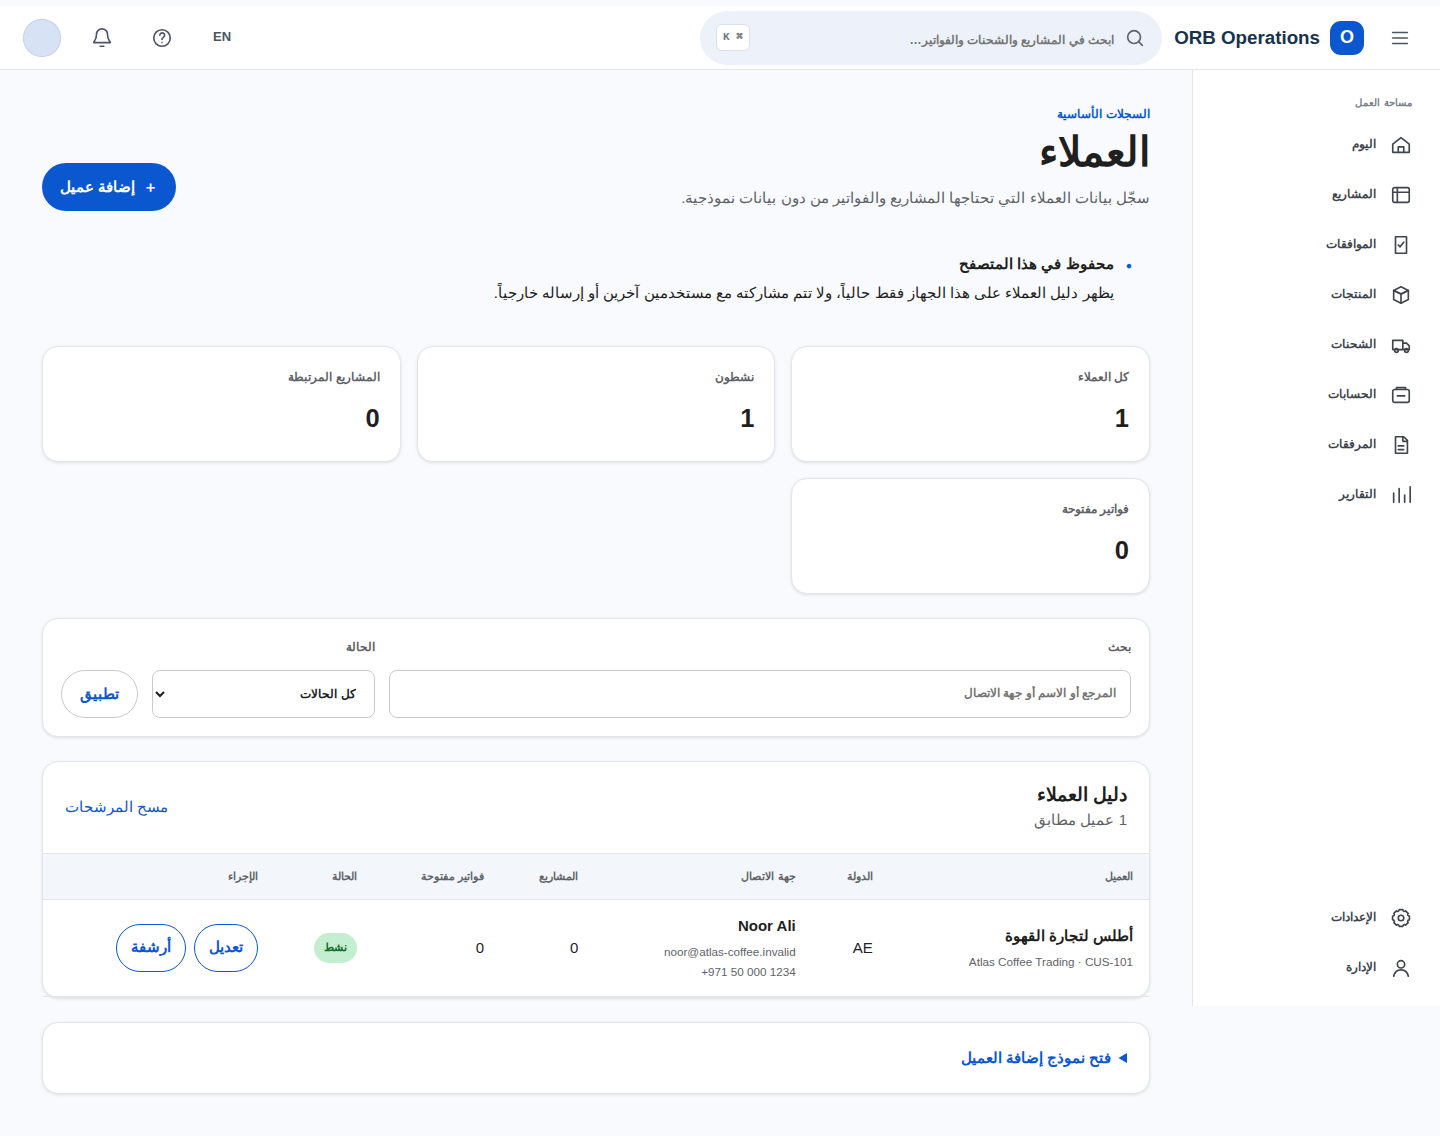 O ORB Operations
ابحث في المشاريع والشحنات والفواتير...
⌘ K
EN
مساحة العمل
اليوم
المشاريع
الموافقات
المنتجات
الشحنات
الحسابات
المرفقات
التقارير
الإعدادات
الإدارة
السجلات الأساسية
العملاء
سجّل بيانات العملاء التي تحتاجها المشاريع والفواتير من دون بيانات نموذجية.
+ إضافة عميل
محفوظ في هذا المتصفح
يظهر دليل العملاء على هذا الجهاز فقط حالياً، ولا تتم مشاركته مع مستخدمين آخرين أو إرساله خارجياً.
كل العملاء
1
نشطون
1
المشاريع المرتبطة
0
فواتير مفتوحة
0
بحث
المرجع أو الاسم أو جهة الاتصال
الحالة
كل الحالات
تطبيق
دليل العملاء
1 عميل مطابق
مسح المرشحات
العميل الدولة جهة الاتصال المشاريع فواتير مفتوحة الحالة الإجراء
أطلس لتجارة القهوة
Atlas Coffee Trading · CUS-101
AE
Noor Ali
noor@atlas-coffee.invalid
+971 50 000 1234
0
0
نشط
تعديل
أرشفة
فتح نموذج إضافة العميل